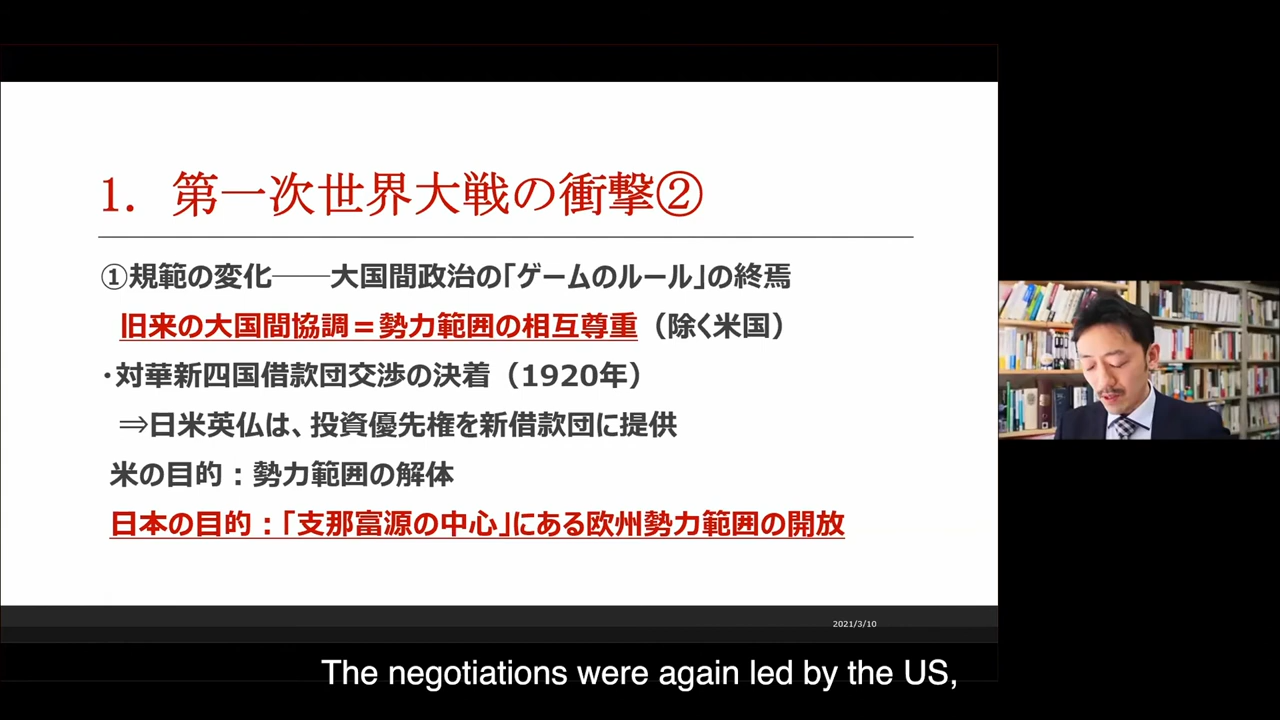 1. 第一次世界大戦の衝撃②
①規範の変化──大国間政治の「ゲームのルール」の終焉
旧来の大国間協調＝勢力範囲の相互尊重（除く米国）
・対華新四国借款団交渉の決着（1920年）
⇒日米英仏は、投資優先権を新借款団に提供
米の目的：勢力範囲の解体
日本の目的：「支那富源の中心」にある欧州勢力範囲の開放
2021/3/10
The negotiations were again led by the US,